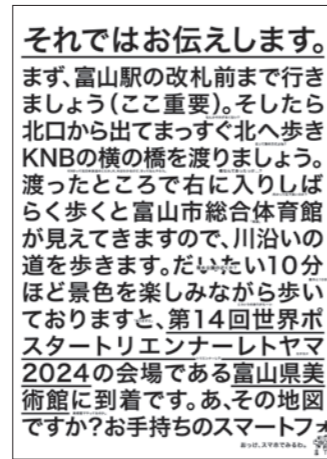 それではお伝えします。
まず、富山駅の改札前まで行き
ましょう(ここ重要)。そしたら
北口から出てまっすぐ北へ歩き
KNBの横の橋を渡りましょう。
渡ったところで右に入りしば
らく歩くと富山市総合体育館
が見えてきますので、川沿いの
道を歩きます。だいたい10分
ほど景色を楽しみながら歩い
ておりますと、第14回世界ポ
スタートリエンナーレトヤマ
2024の会場である富山県美
術館に到着です。あ、その地図
ですか?お手持ちのスマートフォ
おっけ、スマホでみるわ。